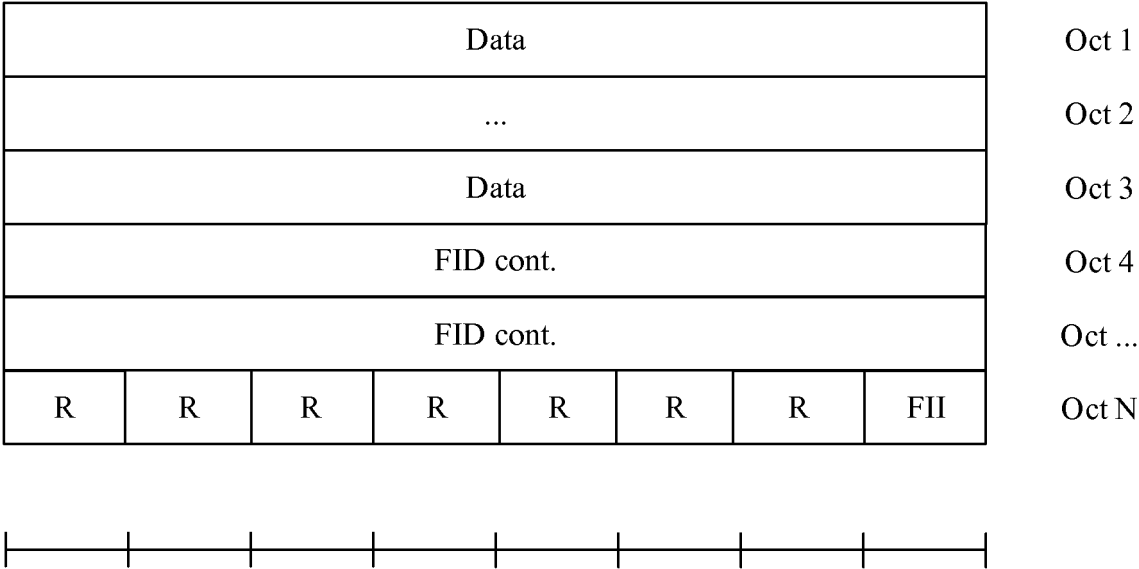 Data Oct 1
... Oct 2
Data Oct 3
FID cont. Oct 4
FID cont. Oct ...
R R R R R R R FII Oct N